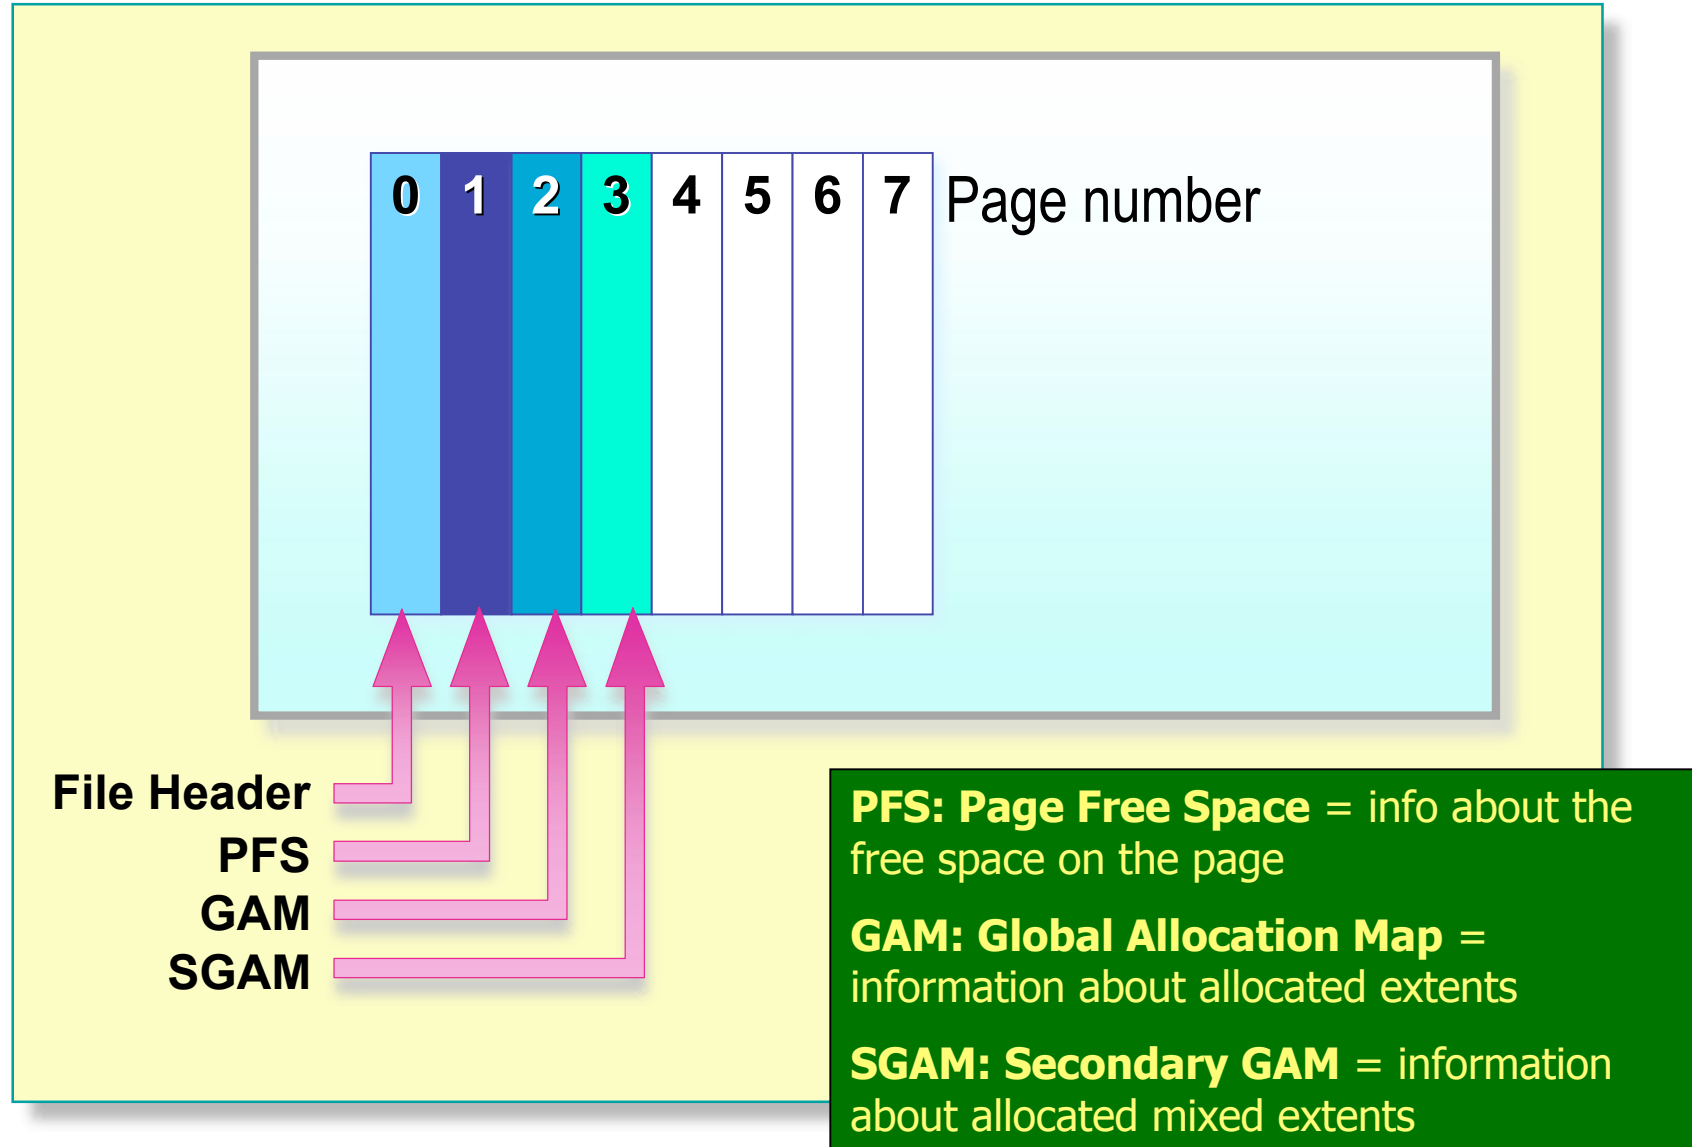 0 1 2 3 4 5 6 7 Page number
File Header
PFS
GAM
SGAM
PFS: Page Free Space = info about the
free space on the page
GAM: Global Allocation Map =
information about allocated extents
SGAM: Secondary GAM = information
about allocated mixed extents